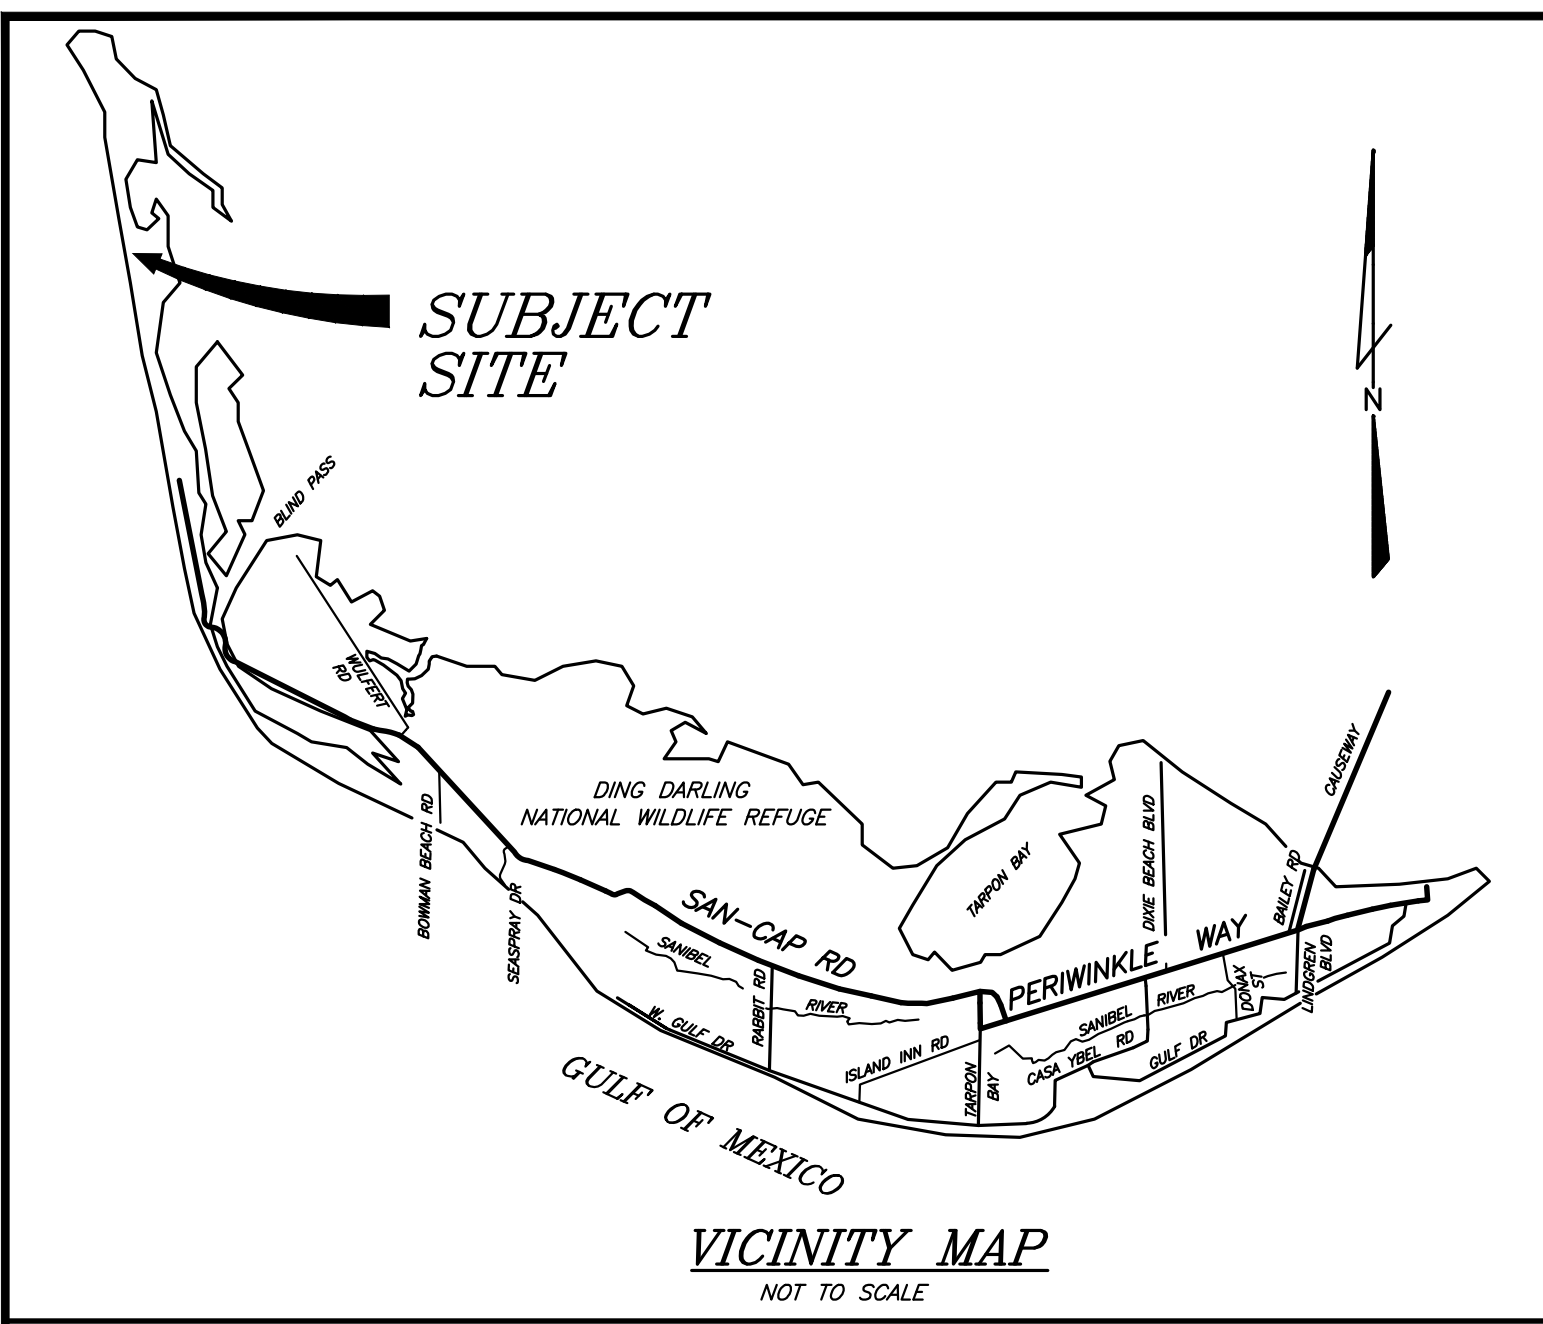 SUBJECT
SITE
N
BLIND PASS
WULFERT
RD
CAUSEWAY
DING DARLING
NATIONAL WILDLIFE REFUGE
BOWMAN BEACH RD
SEASPRAY DR
TARPON BAY
DIXIE BEACH BLVD
BAILEY RD
SAN-CAP RD
PERIWINKLE WAY
SANIBEL
RIVER
RABBIT RD
W. GULF DR
ISLAND INN RD
TARPON
BAY
SANIBEL RIVER
CASA YBEL RD
GULF DR
DONAX
ST
LINDGREN
BLVD
GULF OF MEXICO
VICINITY MAP
NOT TO SCALE